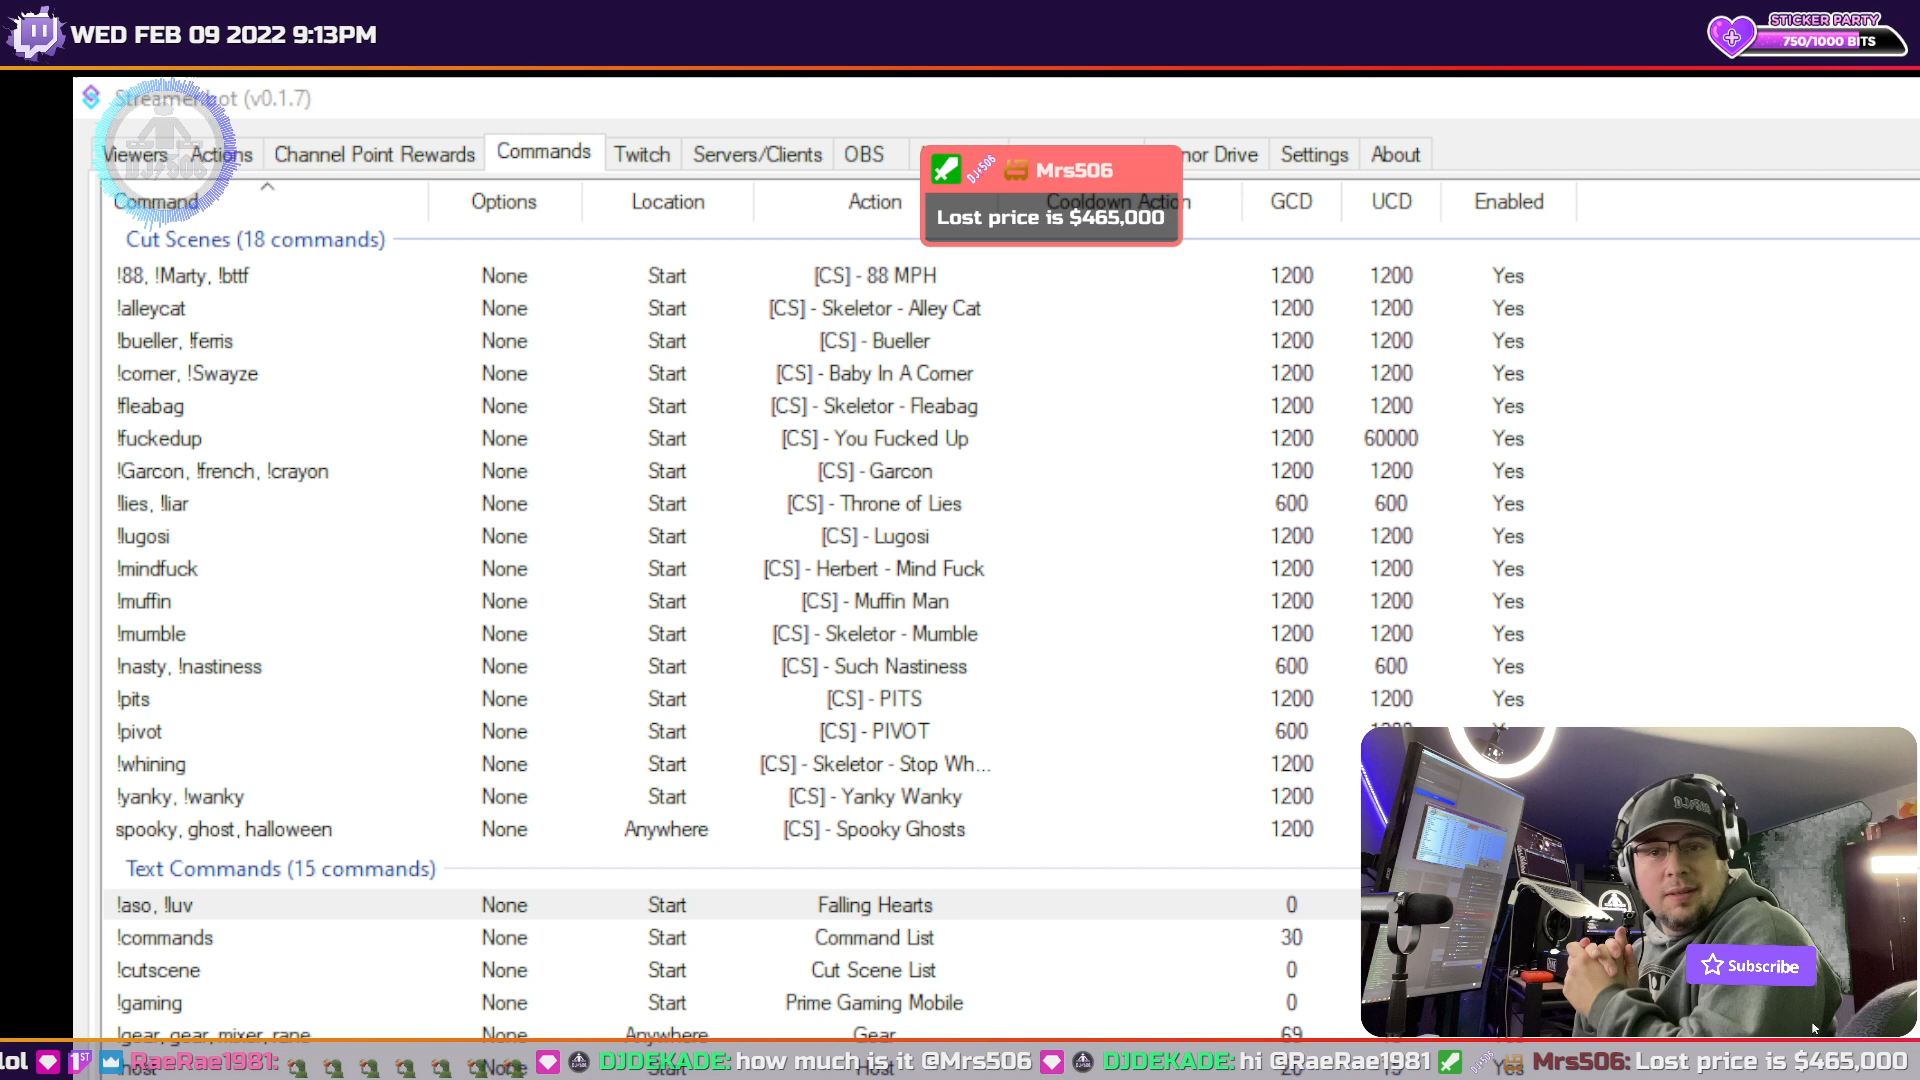 WED FEB 09 2022 9:13PM
STICKER PARTY
750/1000 BITS
Streamer.bot (v0.1.7)
Viewers Actions Channel Point Rewards Commands Twitch Servers/Clients OBS Settings About
Mrs506
Lost price is $465,000
Command Options Location Action Cooldown Action GCD UCD Enabled
Cut Scenes (18 commands)
!88, !Marty, !bttf None Start [CS] - 88 MPH 1200 1200 Yes
!alleycat None Start [CS] - Skeletor - Alley Cat 1200 1200 Yes
!bueller, !ferris None Start [CS] - Bueller 1200 1200 Yes
!corner, !Swayze None Start [CS] - Baby In A Corner 1200 1200 Yes
!fleabag None Start [CS] - Skeletor - Fleabag 1200 1200 Yes
!fuckedup None Start [CS] - You Fucked Up 1200 60000 Yes
!Garcon, !french, !crayon None Start [CS] - Garcon 1200 1200 Yes
!lies, !liar None Start [CS] - Throne of Lies 600 600 Yes
!lugosi None Start [CS] - Lugosi 1200 1200 Yes
!mindfuck None Start [CS] - Herbert - Mind Fuck 1200 1200 Yes
!muffin None Start [CS] - Muffin Man 1200 1200 Yes
!mumble None Start [CS] - Skeletor - Mumble 1200 1200 Yes
!nasty, !nastiness None Start [CS] - Such Nastiness 600 600 Yes
!pits None Start [CS] - PITS 1200 1200 Yes
!pivot None Start [CS] - PIVOT 600
!whining None Start [CS] - Skeletor - Stop Wh... 1200
!yanky, !wanky None Start [CS] - Yanky Wanky 1200
spooky, ghost, halloween None Anywhere [CS] - Spooky Ghosts 1200
Text Commands (15 commands)
!aso, !luv None Start Falling Hearts 0
!commands None Start Command List 30
!cutscene None Start Cut Scene List 0
!gaming None Start Prime Gaming Mobile 0
!gear, gear, mixer, rane None Anywhere Gear 69
Subscribe
lol 1ST RaeRae1981: DJDEKADE: how much is it @Mrs506 DJDEKADE: hi @RaeRae1981 Mrs506: Lost price is $465,000